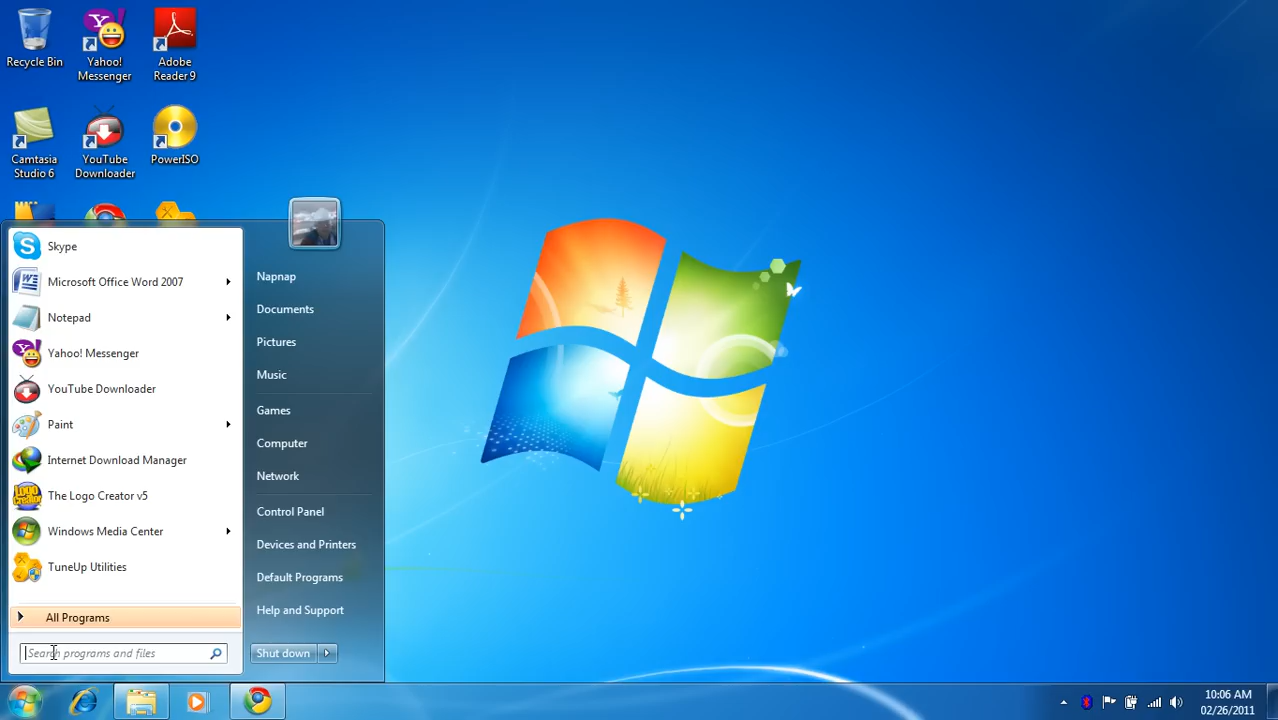 Recycle Bin
Yahoo!
Messenger
Adobe
Reader 9
Camtasia
Studio 6
YouTube
Downloader
PowerISO
Skype
Microsoft Office Word 2007
Notepad
Yahoo! Messenger
YouTube Downloader
Paint
Internet Download Manager
The Logo Creator v5
Windows Media Center
TuneUp Utilities
All Programs
Search programs and files
Napnap
Documents
Pictures
Music
Games
Computer
Network
Control Panel
Devices and Printers
Default Programs
Help and Support
Shut down
10:06 AM
02/26/2011